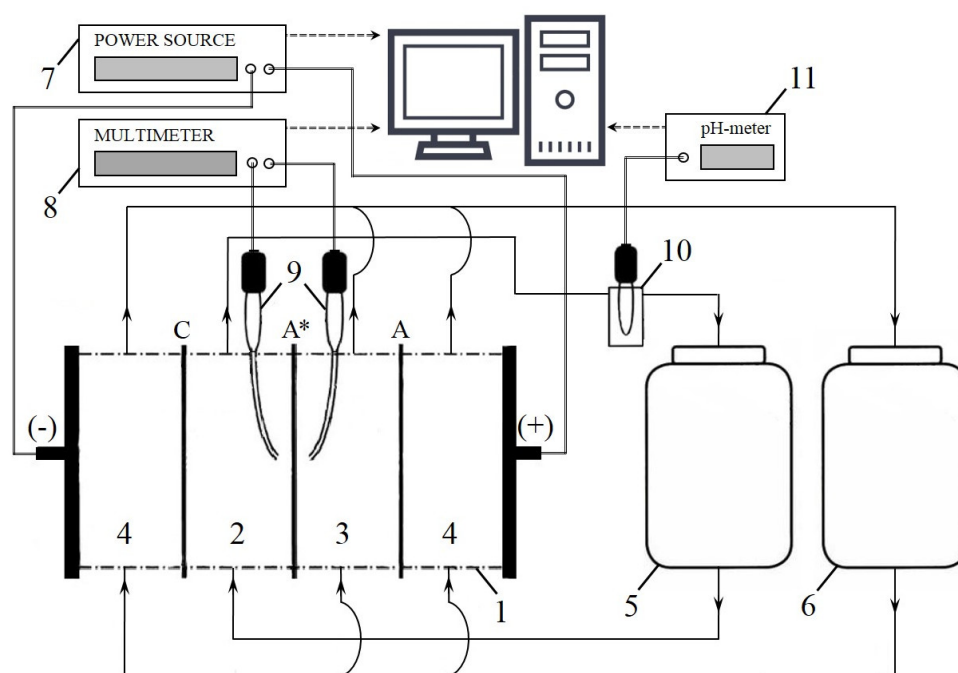 POWER SOURCE
7
11
pH-meter
MULTIMETER
8
9
10
C
A*
A
(-)
(+)
4
2
3
4
1
5
6